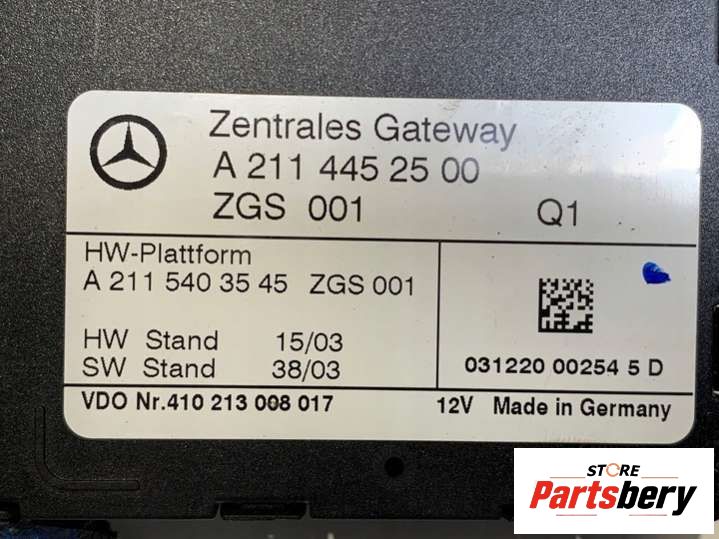 Zentrales Gateway
A 211 445 25 00
ZGS 001 Q1
HW-Plattform
A 211 540 35 45 ZGS 001
HW Stand 15/03
SW Stand 38/03
031220 00254 5 D
VDO Nr.410 213 008 017 12V Made in Germany
STORE
Partsbery